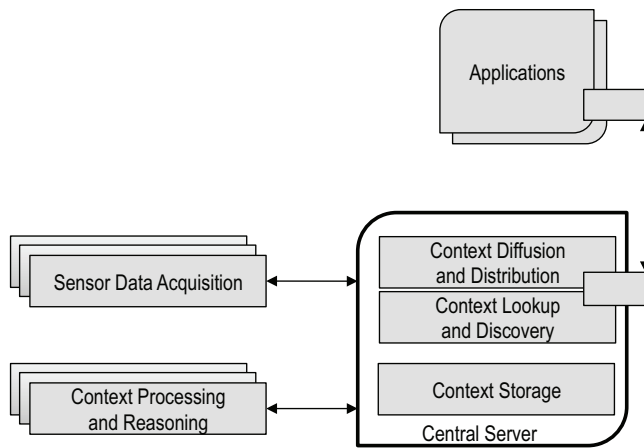 Applications
Context Diffusion
and Distribution
Sensor Data Acquisition
Context Lookup
and Discovery
Context Processing
and Reasoning
Context Storage
Central Server